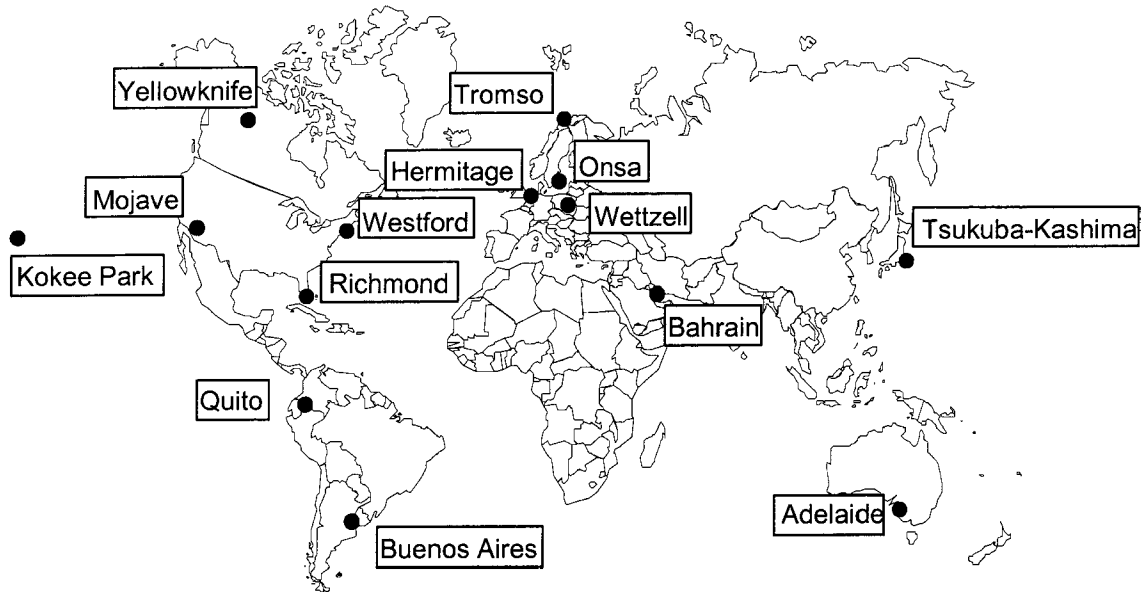 Yellowknife
Tromso
Hermitage
Onsa
Mojave
Westford
Wettzell
Tsukuba-Kashima
Kokee Park
Richmond
Bahrain
Quito
Adelaide
Buenos Aires